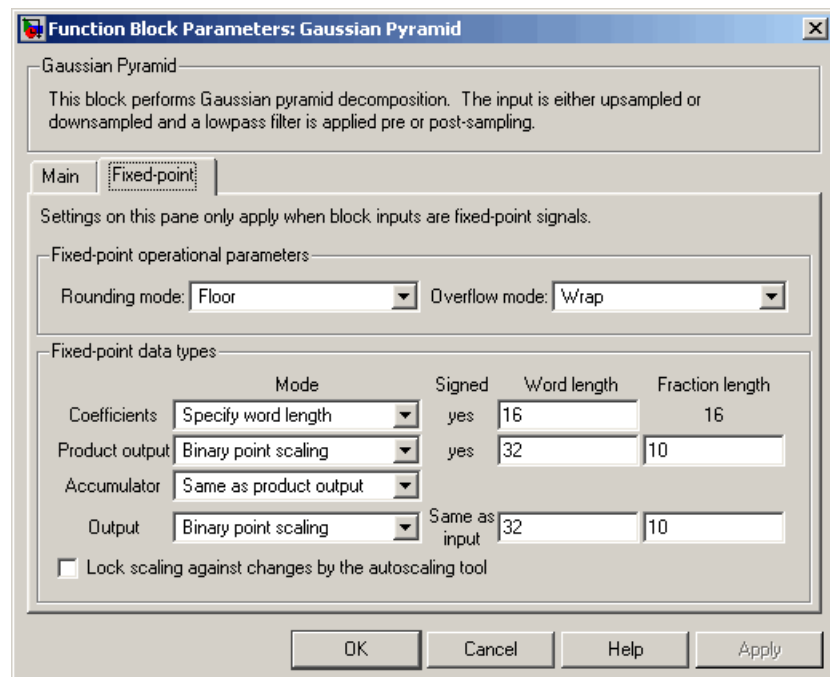 Function Block Parameters: Gaussian Pyramid
Gaussian Pyramid
This block performs Gaussian pyramid decomposition. The input is either upsampled or
downsampled and a lowpass filter is applied pre or post-sampling.
Main Fixed-point
Settings on this pane only apply when block inputs are fixed-point signals.
Fixed-point operational parameters
Rounding mode: Floor Overflow mode: Wrap
Fixed-point data types
Mode Signed Word length Fraction length
Coefficients Specify word length yes 16 16
Product output Binary point scaling yes 32 10
Accumulator Same as product output
Output Binary point scaling Same as input 32 10
Lock scaling against changes by the autoscaling tool
OK Cancel Help Apply